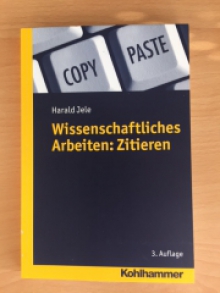 COPY
PASTE
Harald Jele
Wissenschaftliches
Arbeiten: Zitieren
3. Auflage
Kohlhammer